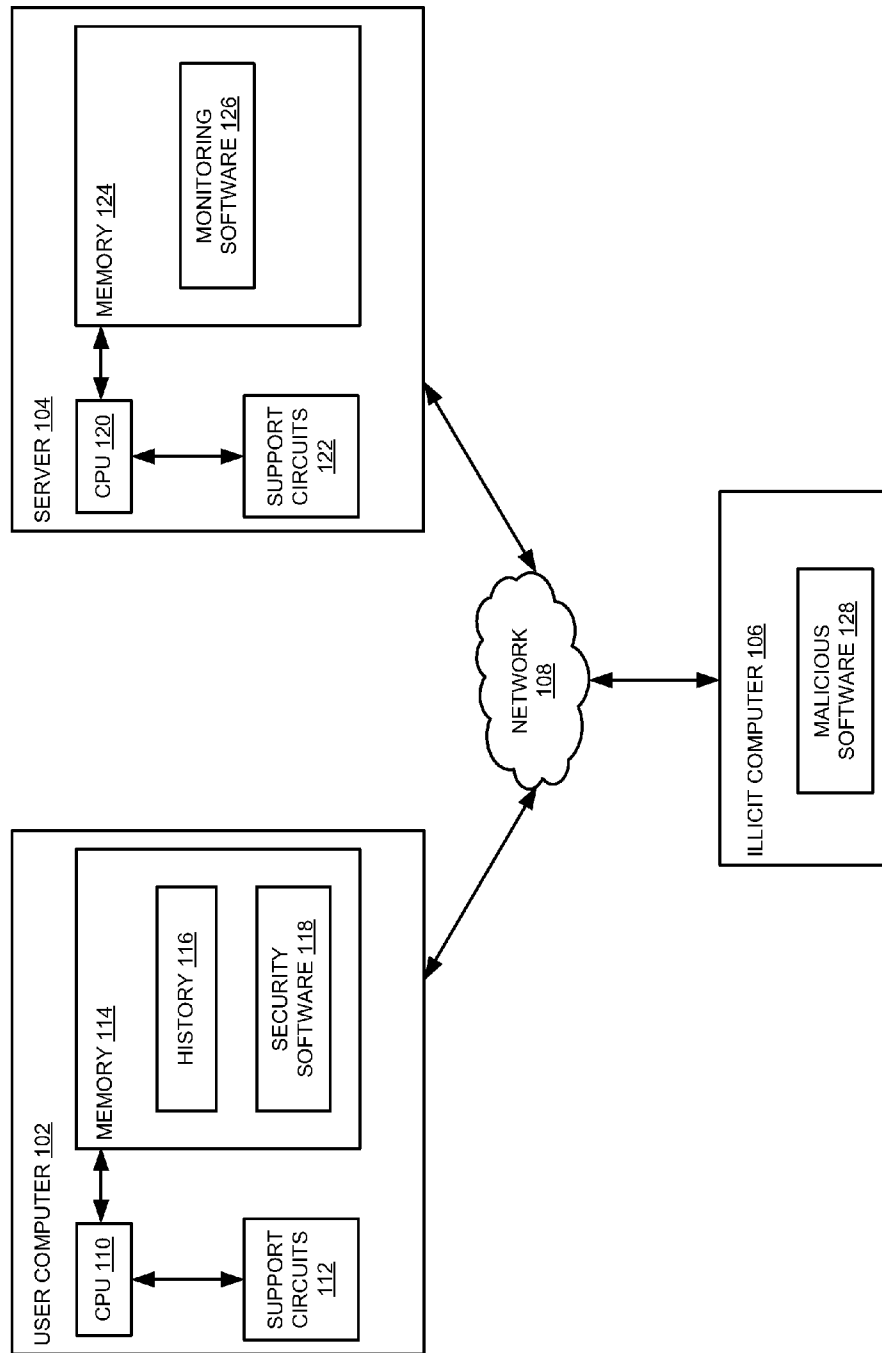 USER COMPUTER 102
CPU 110
SUPPORT
CIRCUITS
112
MEMORY 114
HISTORY 116
SECURITY
SOFTWARE 118
SERVER 104
CPU 120
SUPPORT
CIRCUITS
122
MEMORY 124
MONITORING
SOFTWARE 126
NETWORK
108
ILLICIT COMPUTER 106
MALICIOUS
SOFTWARE 128